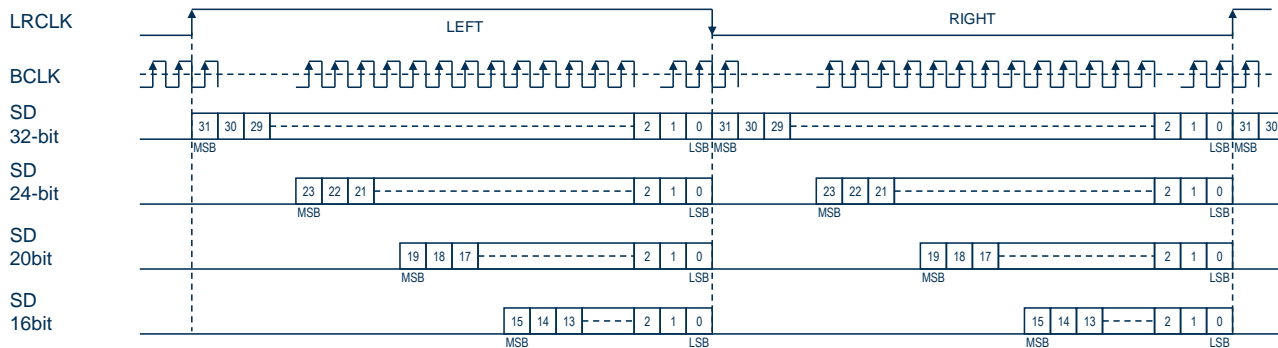 LRCLK LEFT RIGHT
BCLK
SD
32-bit 31 30 29 2 1 0 31 30 29 2 1 0 31 30
MSB LSB MSB LSB MSB
SD
24-bit 23 22 21 2 1 0 23 22 21 2 1 0
MSB LSB MSB LSB
SD
20bit 19 18 17 2 1 0 19 18 17 2 1 0
MSB LSB MSB LSB
SD
16bit 15 14 13 2 1 0 15 14 13 2 1 0
MSB LSB MSB LSB